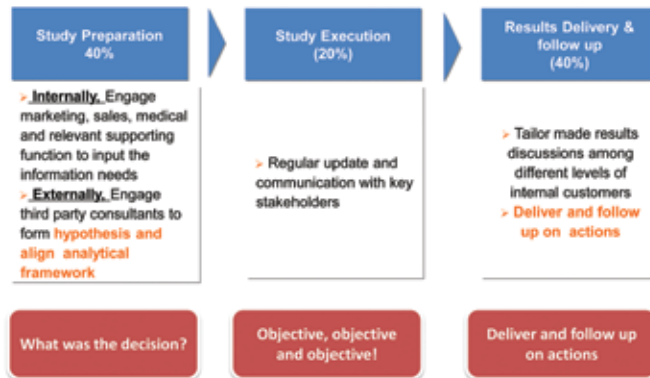 Study Preparation
40%
➢ Internally, Engage
marketing, sales, medical
and relevant supporting
function to input the
information needs
➢ Externally, Engage
third party consultants to
form hypothesis and
align analytical
framework
What was the decision?
Study Execution
(20%)
➢ Regular update and
communication with key
stakeholders
Objective, objective
and objective!
Results Delivery &
follow up
(40%)
➢ Tailor made results
discussions among
different levels of
internal customers
➢ Deliver and follow
up on actions
Deliver and follow up
on actions